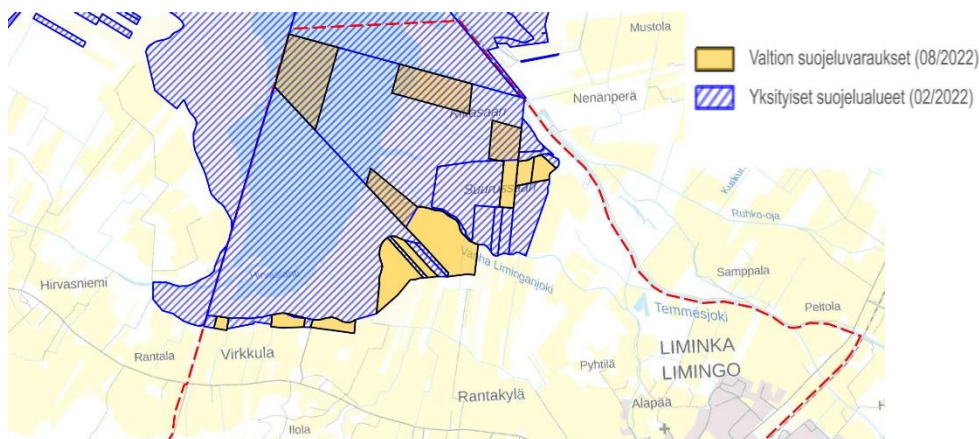 Mustola
Valtion suojeluvaraukset (08/2022)
Nenänperä
Yksityiset suojelualueet (02/2022)
Suurussaari
Ruhko-oja
Vanha Liminganjoki
Samppala
Hirvasniemi
Temmesjoki
Peltola
LIMINKA
LIMINGO
Rantala
Virkkula
Pyhtilä
Rantakylä
Alapää
Ilola